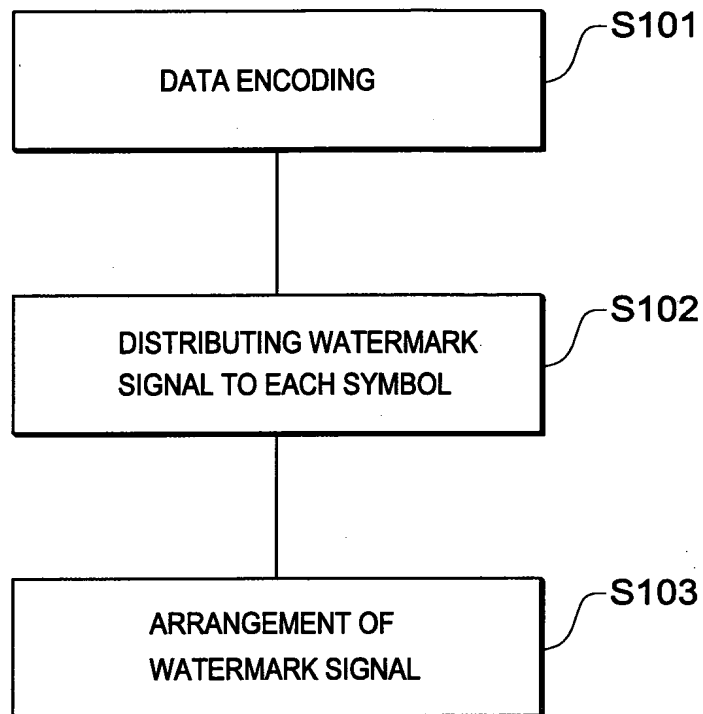 S101
DATA ENCODING
S102
DISTRIBUTING WATERMARK
SIGNAL TO EACH SYMBOL
S103
ARRANGEMENT OF
WATERMARK SIGNAL